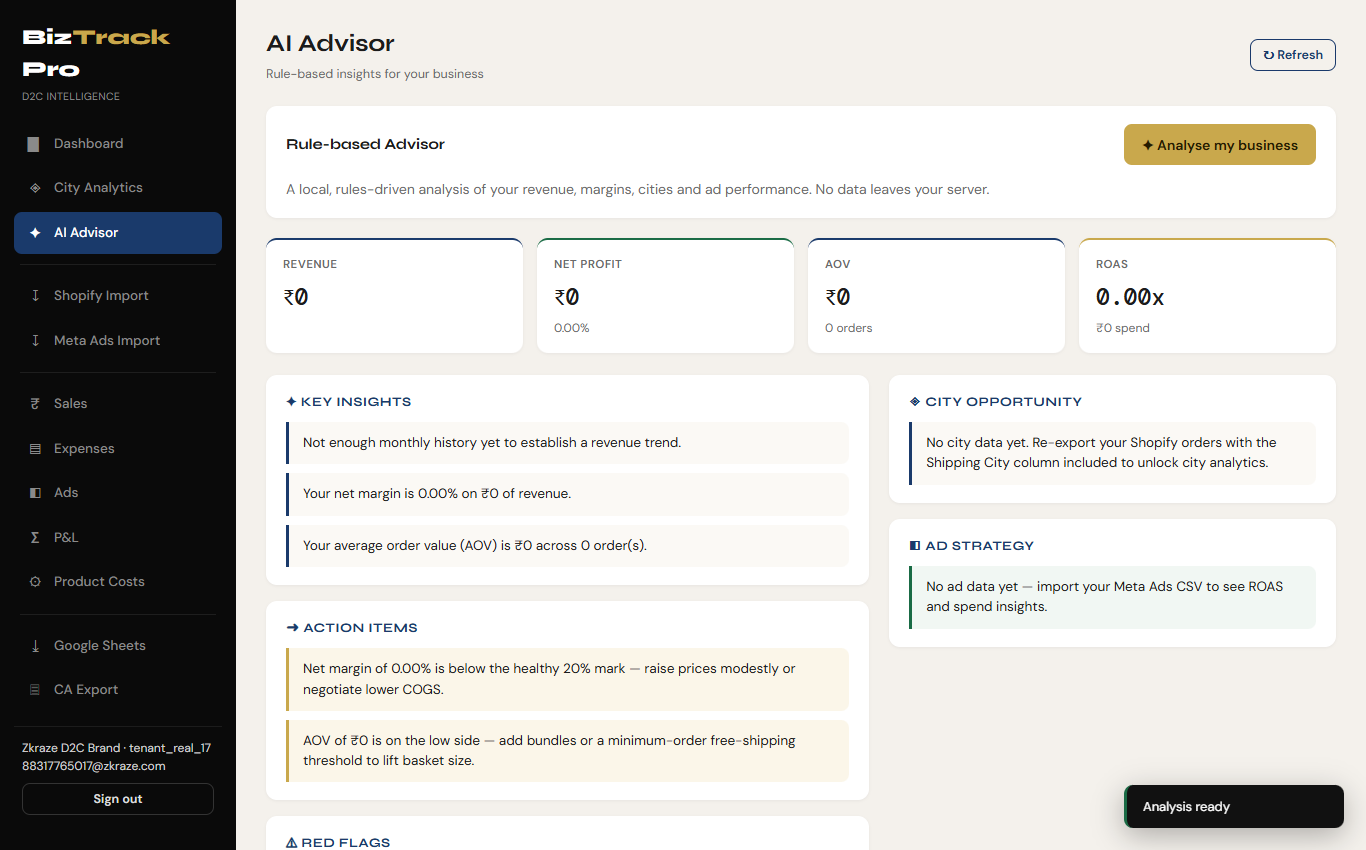 BizTrack
Pro
D2C INTELLIGENCE
Dashboard
City Analytics
AI Advisor
Shopify Import
Meta Ads Import
Sales
Expenses
Ads
P&L
Product Costs
Google Sheets
CA Export
Zkraze D2C Brand · tenant_real_17
88317765017@zkraze.com
Sign out
AI Advisor
Rule-based insights for your business
↻ Refresh
Rule-based Advisor
✦ Analyse my business
A local, rules-driven analysis of your revenue, margins, cities and ad performance. No data leaves your server.
REVENUE
₹0
NET PROFIT
₹0
0.00%
AOV
₹0
0 orders
ROAS
0.00x
₹0 spend
✦ KEY INSIGHTS
Not enough monthly history yet to establish a revenue trend.
Your net margin is 0.00% on ₹0 of revenue.
Your average order value (AOV) is ₹0 across 0 order(s).
➜ ACTION ITEMS
Net margin of 0.00% is below the healthy 20% mark — raise prices modestly or
negotiate lower COGS.
AOV of ₹0 is on the low side — add bundles or a minimum-order free-shipping
threshold to lift basket size.
⚠ RED FLAGS
◈ CITY OPPORTUNITY
No city data yet. Re-export your Shopify orders with the
Shipping City column included to unlock city analytics.
◧ AD STRATEGY
No ad data yet — import your Meta Ads CSV to see ROAS
and spend insights.
Analysis ready